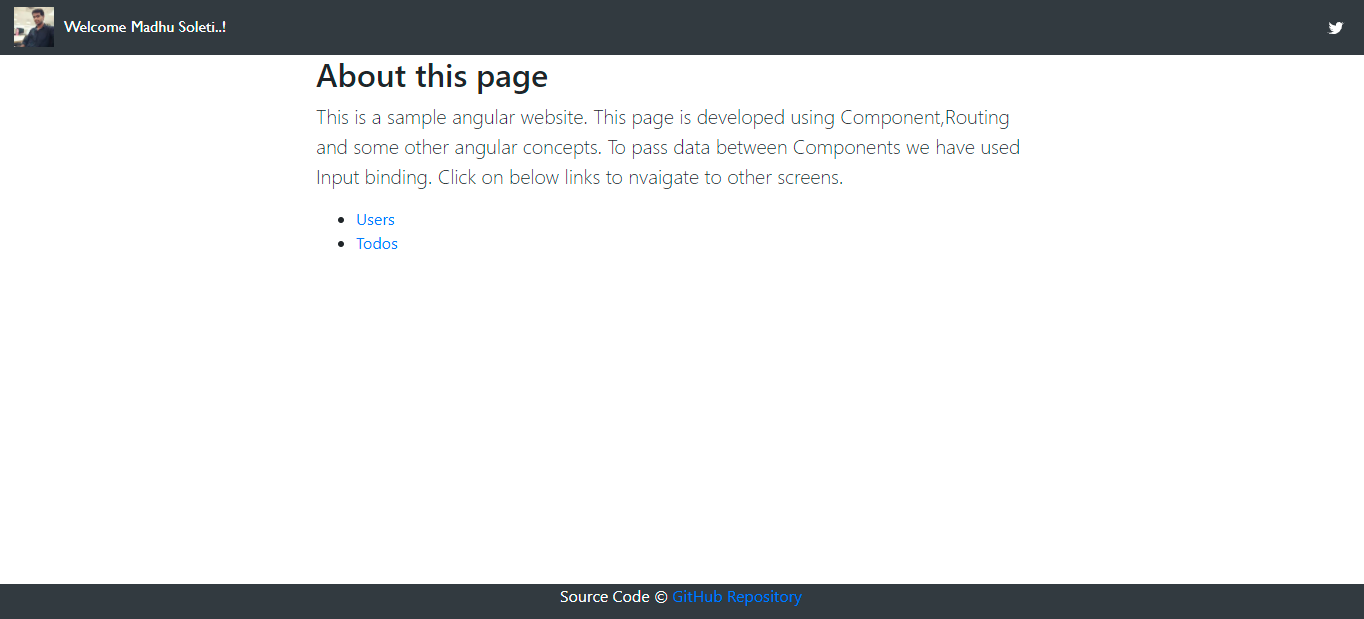 Welcome Madhu Soleti..!
About this page
This is a sample angular website. This page is developed using Component,Routing
and some other angular concepts. To pass data between Components we have used
Input binding. Click on below links to nvaigate to other screens.
Users
Todos
Source Code © GitHub Repository